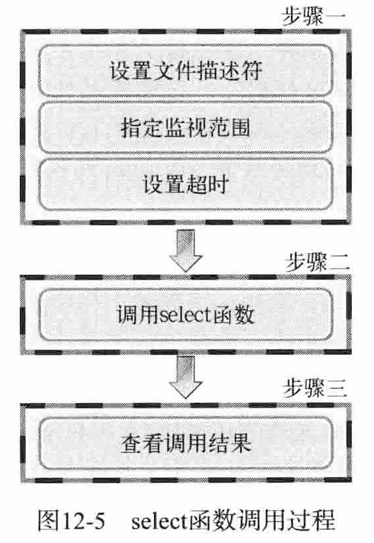 步骤一
设置文件描述符
指定监视范围
设置超时
步骤二
调用select函数
步骤三
查看调用结果
图12-5 select函数调用过程